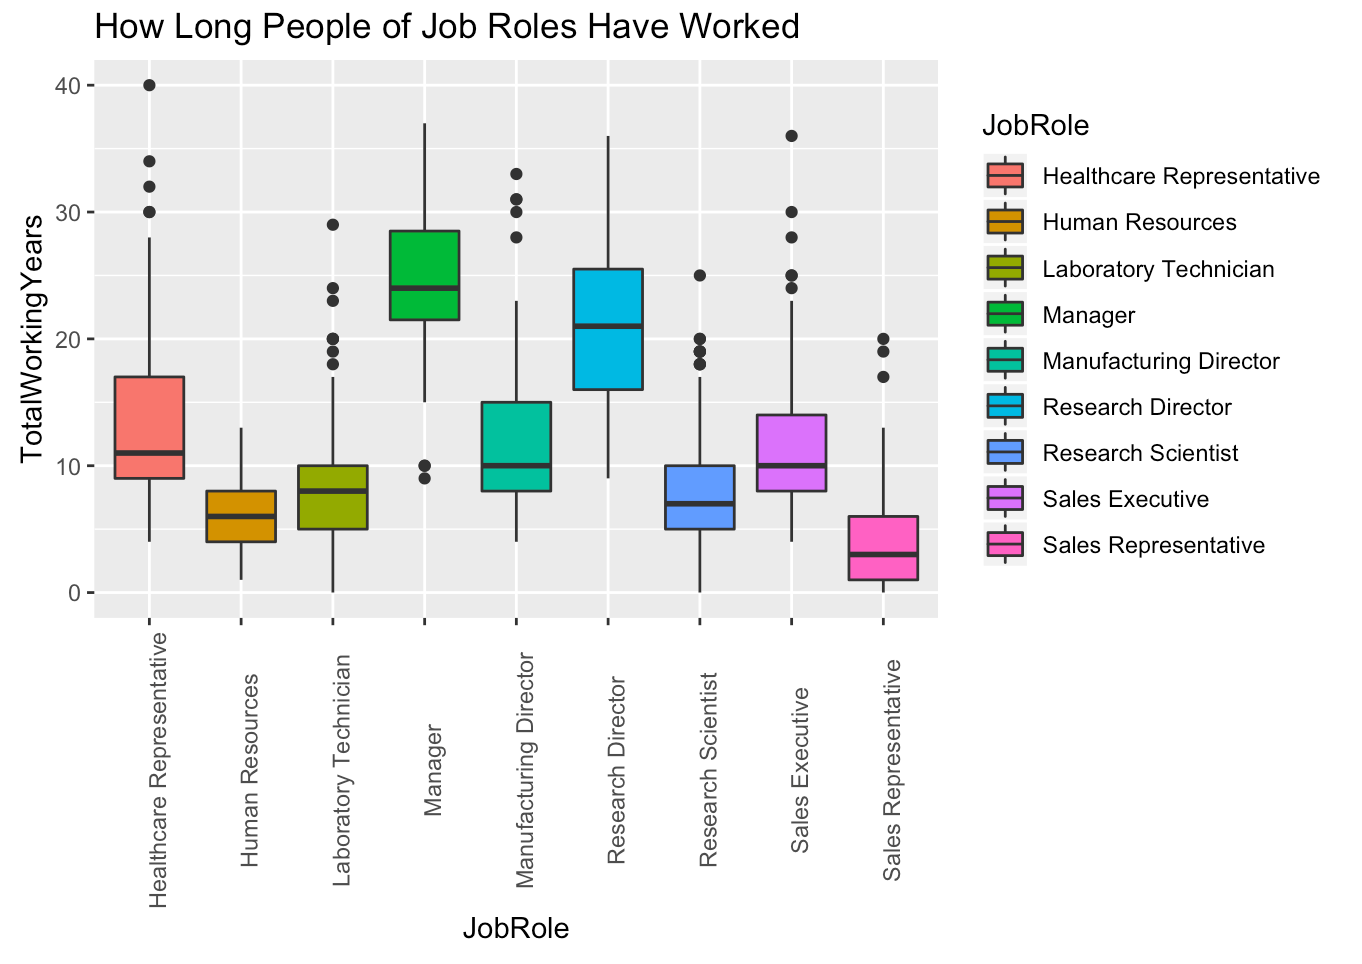 How Long People of Job Roles Have Worked
TotalWorkingYears
40
30
20
10
0
Healthcare Representative
Human Resources
Laboratory Technician
Manager
Manufacturing Director
Research Director
Research Scientist
Sales Executive
Sales Representative
JobRole
JobRole
Healthcare Representative
Human Resources
Laboratory Technician
Manager
Manufacturing Director
Research Director
Research Scientist
Sales Executive
Sales Representative